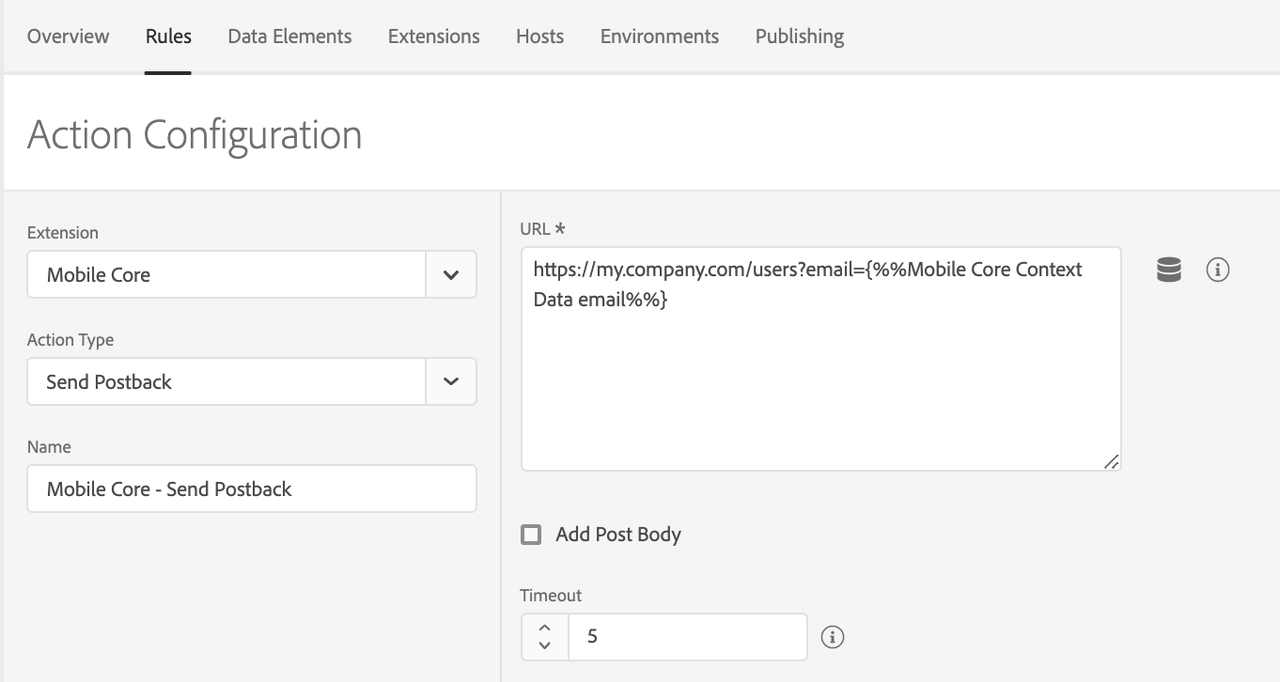 Overview Rules Data Elements Extensions Hosts Environments Publishing
Action Configuration
Extension
Mobile Core
Action Type
Send Postback
Name
Mobile Core - Send Postback
URL *
https://my.company.com/users?email={%%Mobile Core Context
Data email%%}
Add Post Body
Timeout
5